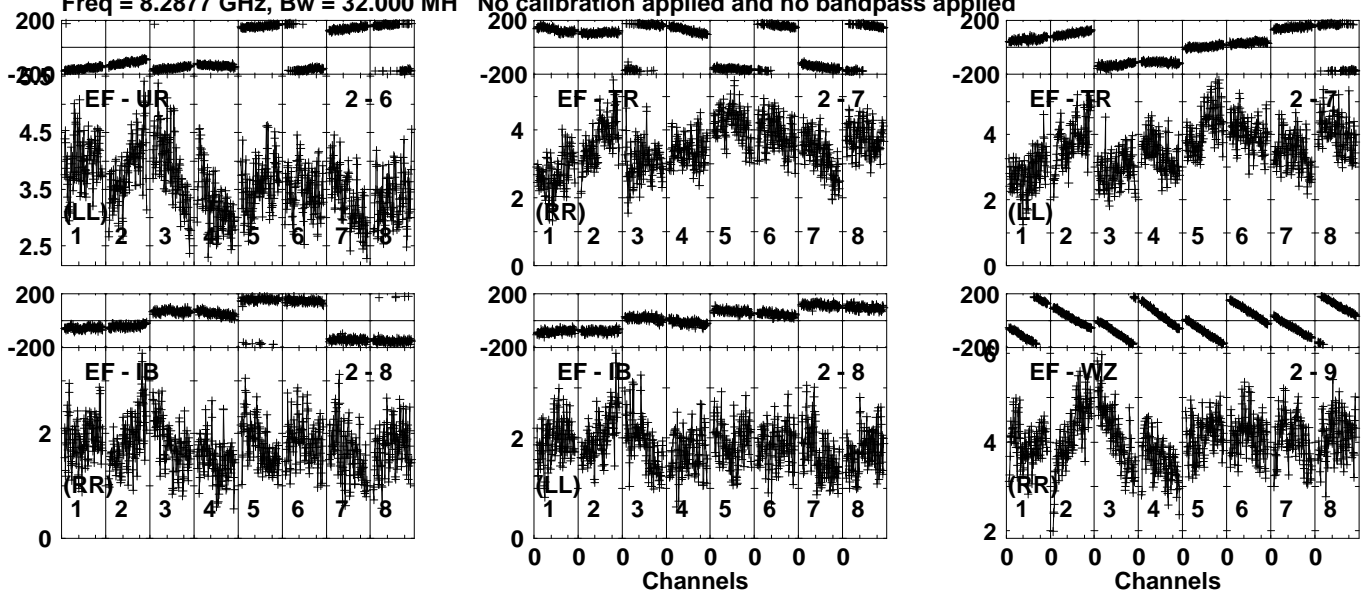 Freq = 8.2877 GHz, Bw = 32.000 MH No calibration applied and no bandpass applied
200
-200
5.5
4.5
3.5
2.5
EF - UR 2 - 6
(LL)
1 2 3 4 5 6 7 8
200
-200
4
2
0
EF - TR 2 - 7
(RR)
1 2 3 4 5 6 7 8
200
-200
4
2
0
EF - TR 2 - 7
(LL)
1 2 3 4 5 6 7 8
200
-200
2
0
EF - IB 2 - 8
(RR)
1 2 3 4 5 6 7 8
200
-200
2
0
EF - IB 2 - 8
(LL)
1 2 3 4 5 6 7 8
0 0 0 0 0 0 0 0
Channels
200
-200
6
4
2
EF - WZ 2 - 9
(RR)
1 2 3 4 5 6 7 8
0 0 0 0 0 0 0 0
Channels